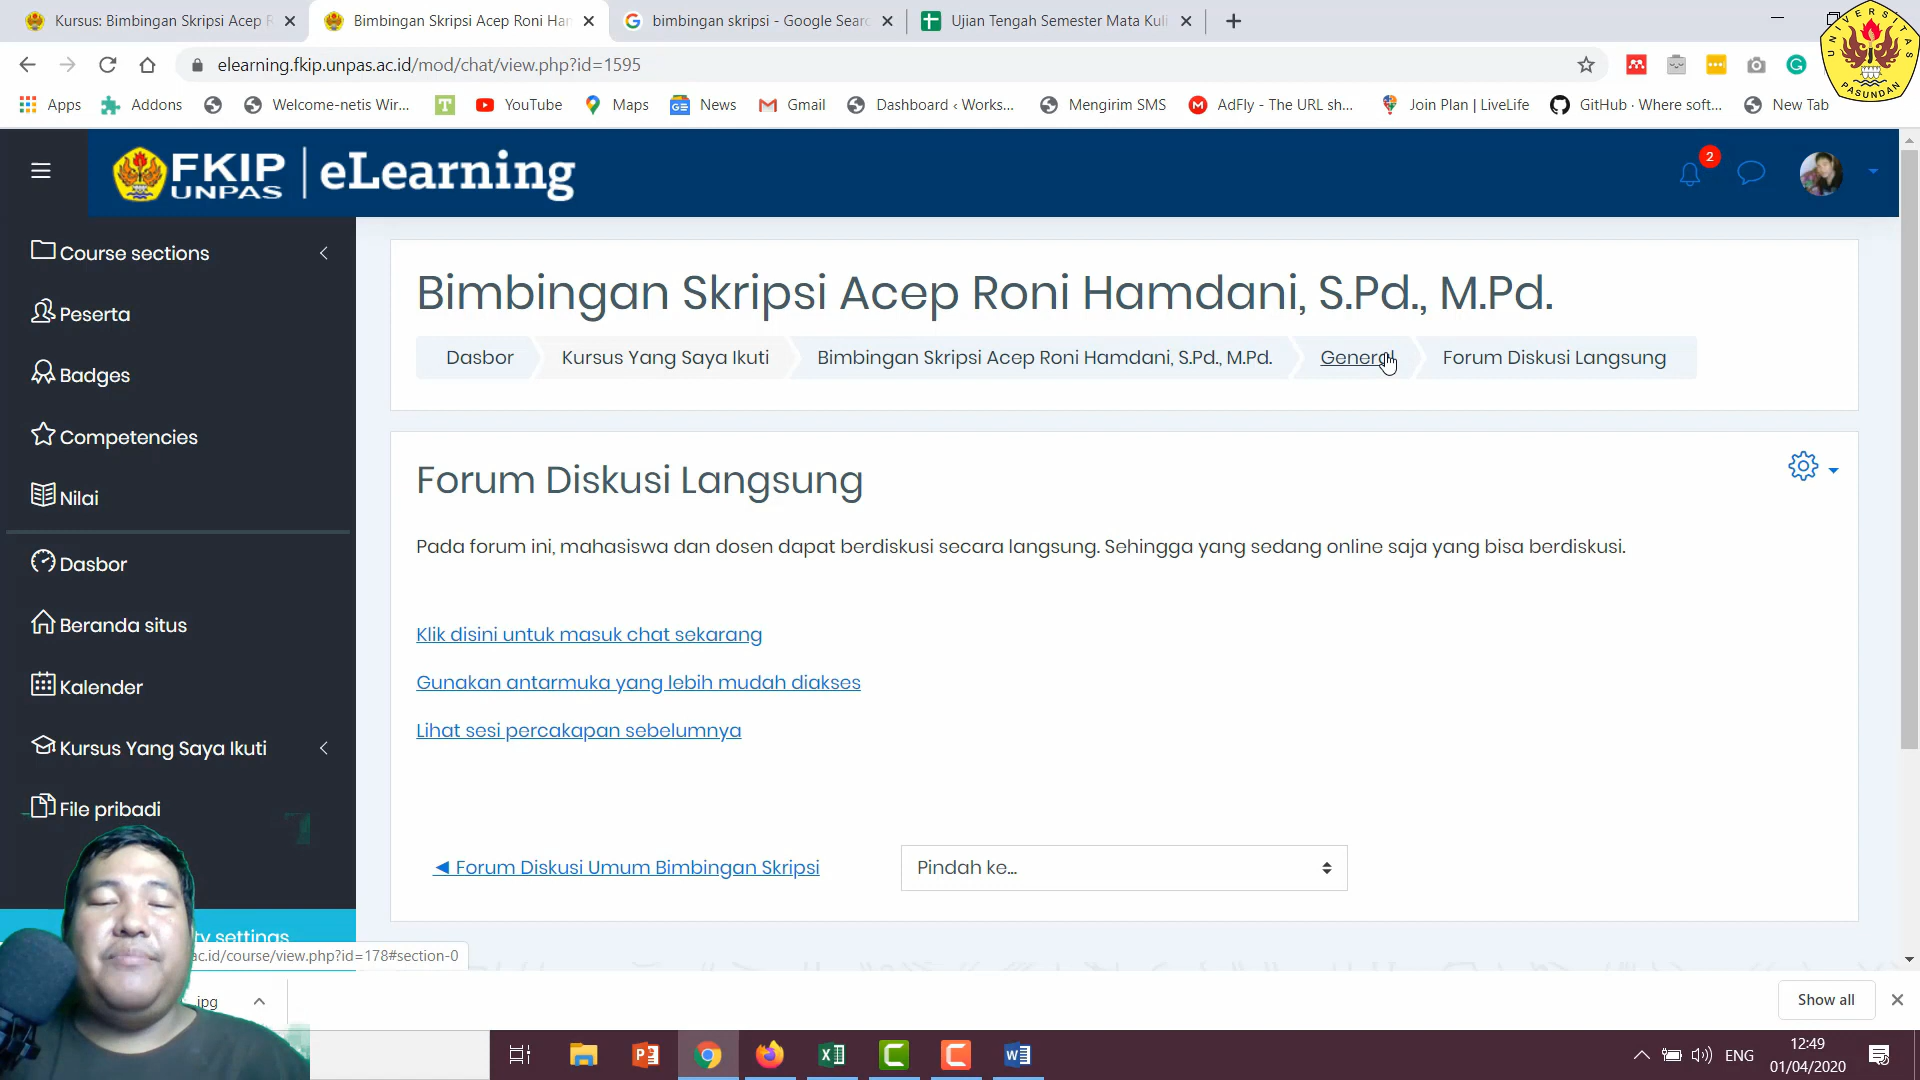 Kursus: Bimbingan Skripsi Acep R
Bimbingan Skripsi Acep Roni Ham
bimbingan skripsi - Google Searc
Ujian Tengah Semester Mata Kuli
elearning.fkip.unpas.ac.id/mod/chat/view.php?id=1595
UNIVERSITAS
PASUNDAN
Apps
Addons
Welcome-netis Wir...
YouTube
Maps
News
Gmail
Dashboard ‹ Works...
Mengirim SMS
AdFly - The URL sh...
Join Plan | LiveLife
GitHub · Where soft...
New Tab
FKIP
UNPAS
eLearning
2
Course sections
Peserta
Badges
Competencies
Nilai
Dasbor
Beranda situs
Kalender
Kursus Yang Saya Ikuti
File pribadi
ty settings
ac.id/course/view.php?id=178#section-0
Bimbingan Skripsi Acep Roni Hamdani, S.Pd., M.Pd.
Dasbor
Kursus Yang Saya Ikuti
Bimbingan Skripsi Acep Roni Hamdani, S.Pd., M.Pd.
General
Forum Diskusi Langsung
Forum Diskusi Langsung
Pada forum ini, mahasiswa dan dosen dapat berdiskusi secara langsung. Sehingga yang sedang online saja yang bisa berdiskusi.
Klik disini untuk masuk chat sekarang
Gunakan antarmuka yang lebih mudah diakses
Lihat sesi percakapan sebelumnya
◄ Forum Diskusi Umum Bimbingan Skripsi
Pindah ke...
.jpg
Show all
ENG
12:49
01/04/2020